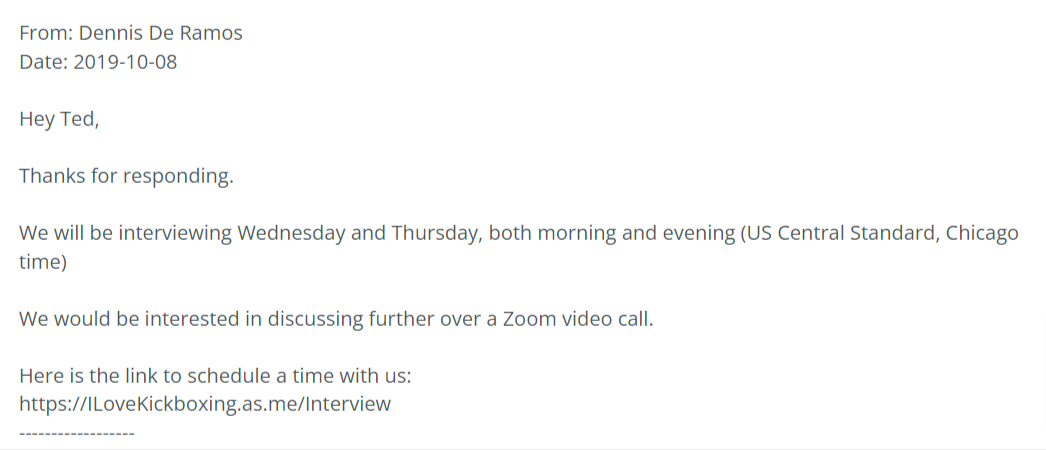 From: Dennis De Ramos
Date: 2019-10-08
Hey Ted,
Thanks for responding.
We will be interviewing Wednesday and Thursday, both morning and evening (US Central Standard, Chicago
time)
We would be interested in discussing further over a Zoom video call.
Here is the link to schedule a time with us:
https://ILoveKickboxing.as.me/Interview
------------------